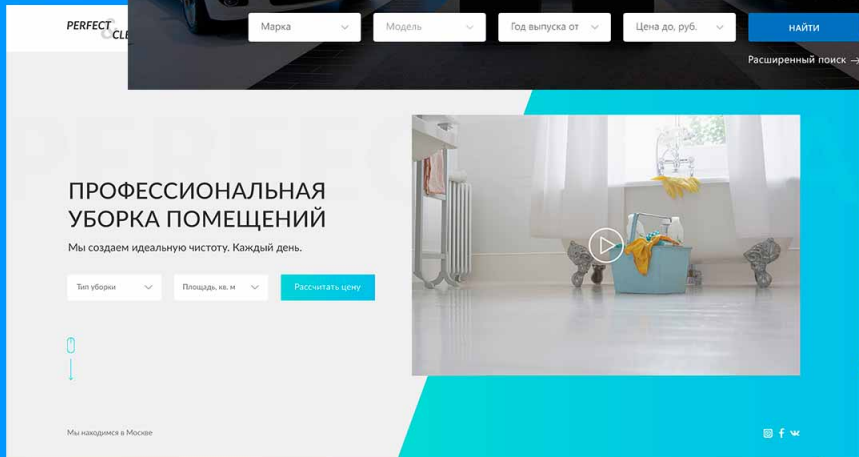 PERFECT
Марка
Модель
Год выпуска от
Цена до, руб.
НАЙТИ
Расширенный поиск →
ПРОФЕССИОНАЛЬНАЯ
УБОРКА ПОМЕЩЕНИЙ
Мы создаем идеальную чистоту. Каждый день.
Тип уборки
Площадь, кв. м
Рассчитать цену
Мы находимся в Москве